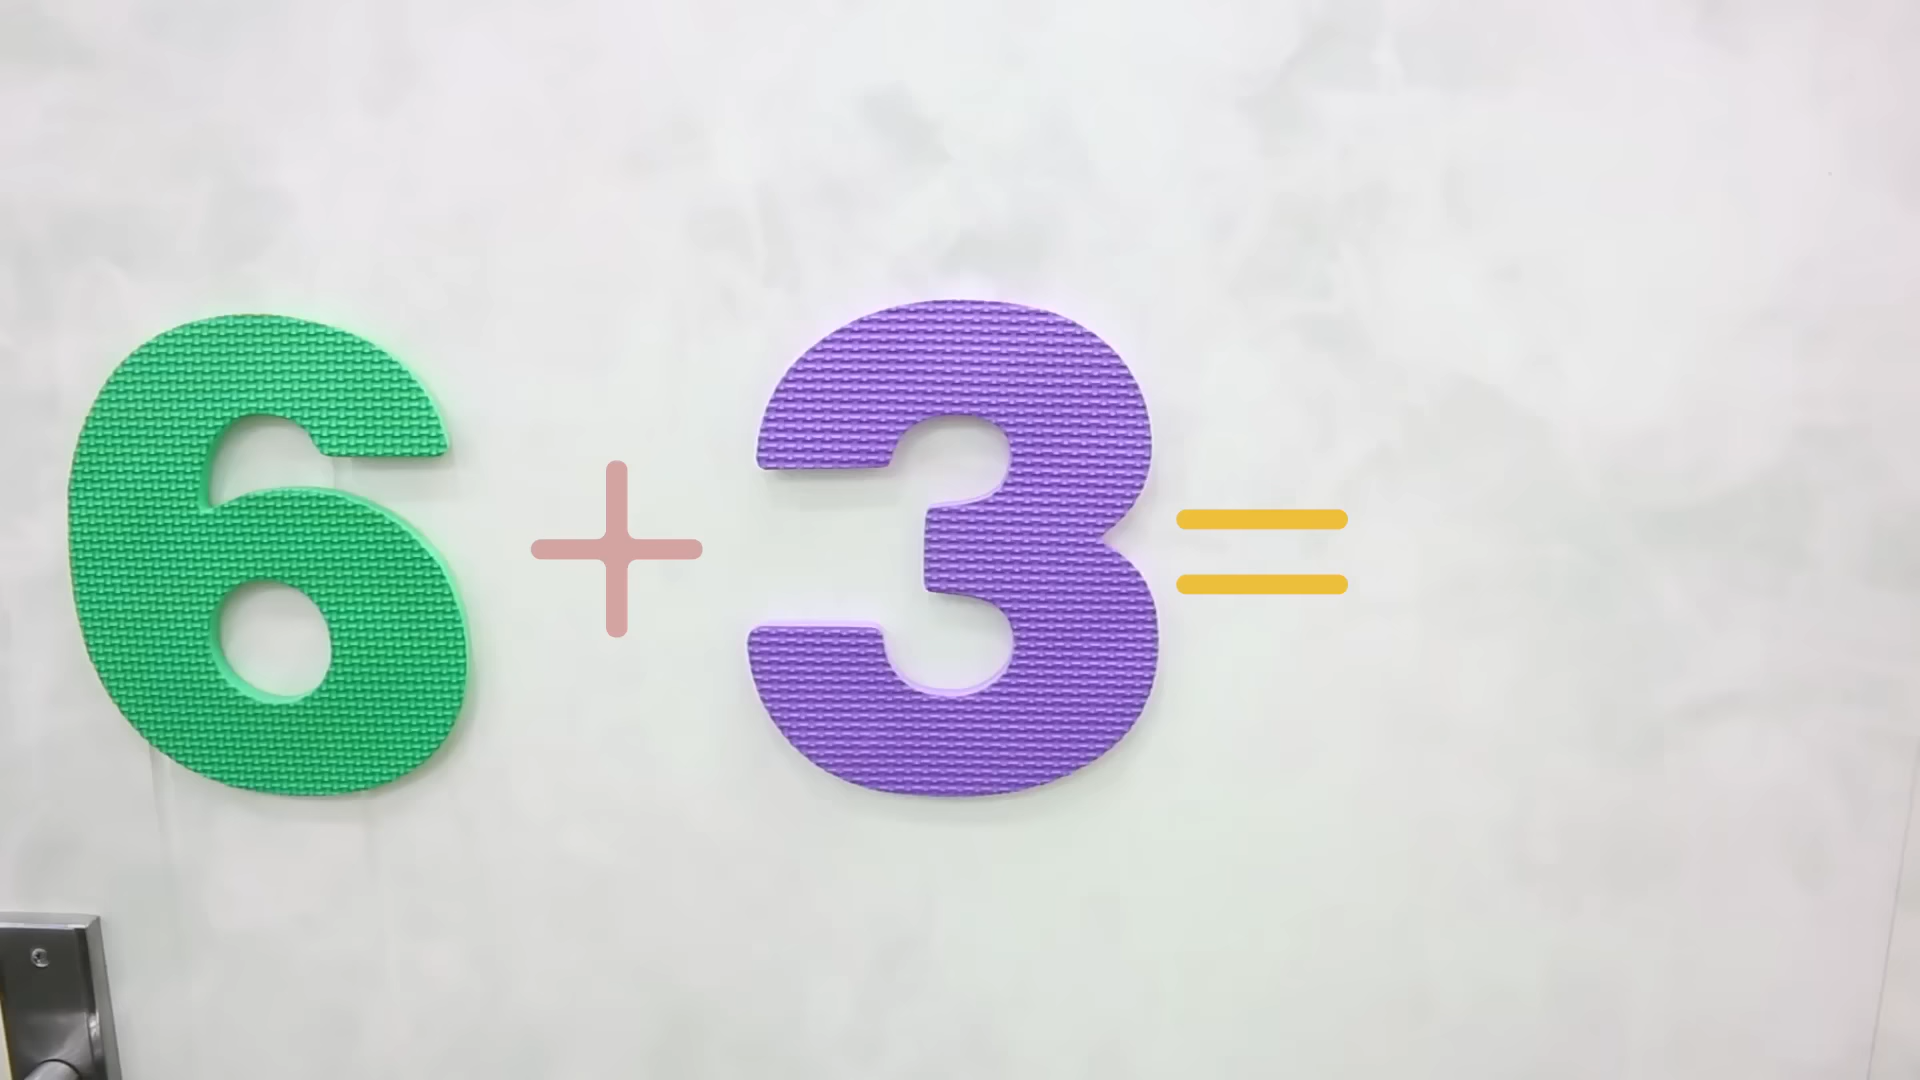 6 + 3 =